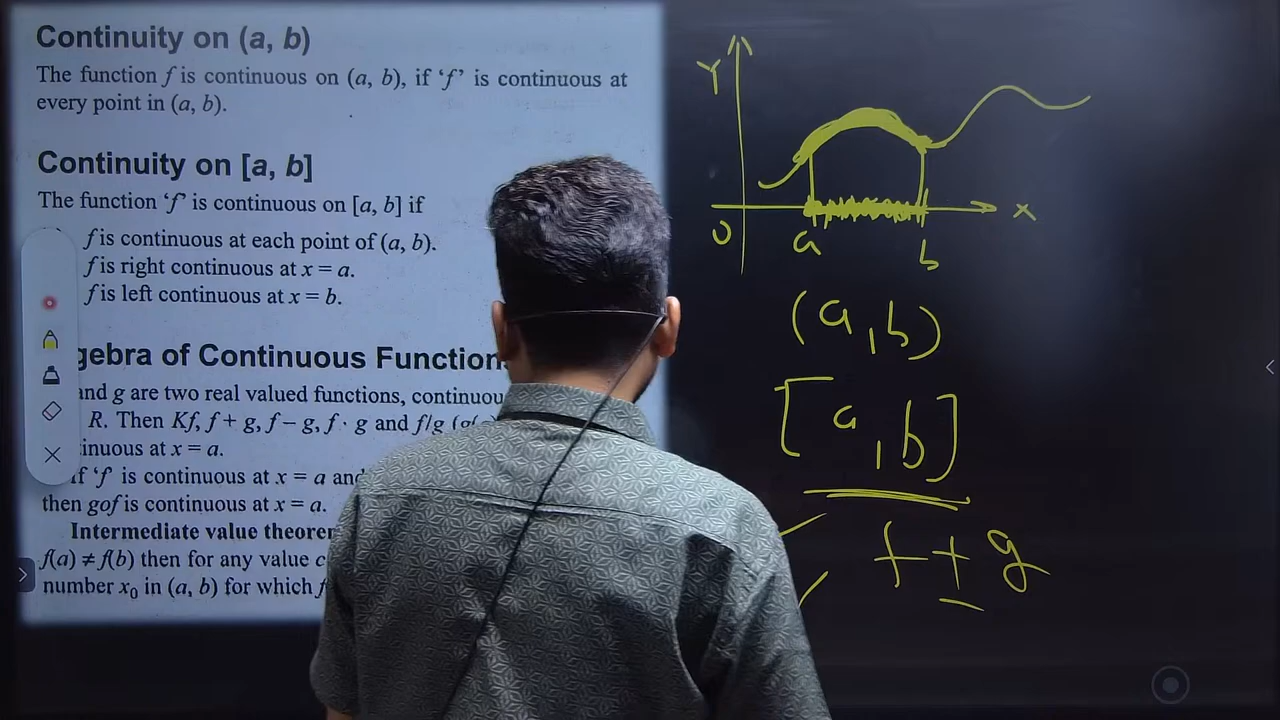 Continuity on (a, b)
The function f is continuous on (a, b), if ‘f’ is continuous at
every point in (a, b).
Continuity on [a, b]
The function ‘f’ is continuous on [a, b] if
f is continuous at each point of (a, b).
f is right continuous at x = a.
f is left continuous at x = b.
gebra of Continuous Function
and g are two real valued functions, continuou
R. Then Kf, f + g, f − g, f · g and f/g
inuous at x = a.
If ‘f’ is continuous at x = a and
then gof is continuous at x = a.
Intermediate value theorem
f(a) ≠ f(b) then for any value c
number x₀ in (a, b) for which f
Y
O
a
b
x
(a, b)
[a, b]
f + g